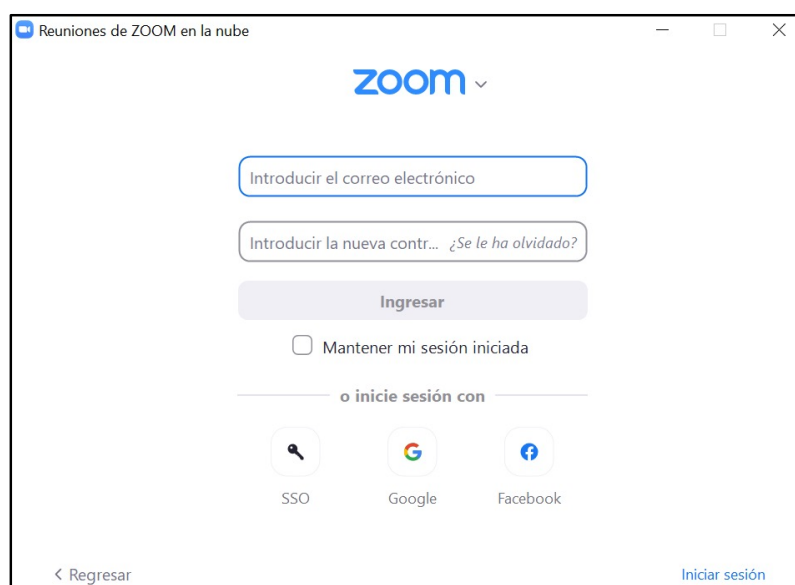 Reuniones de ZOOM en la nube
zoom
Introducir el correo electrónico
Introducir la nueva contr... ¿Se le ha olvidado?
Ingresar
Mantener mi sesión iniciada
o inicie sesión con
SSO Google Facebook
Regresar Iniciar sesión